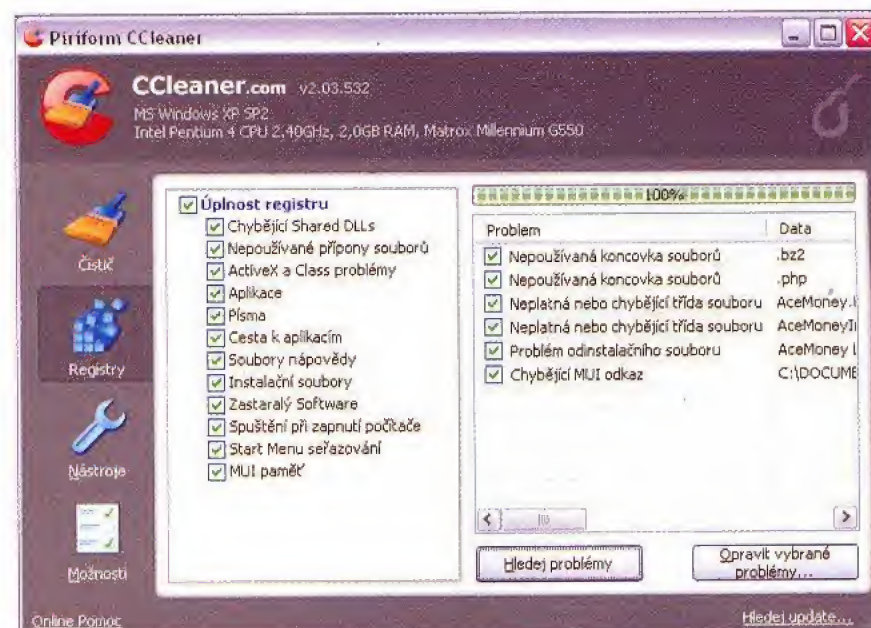 Piriform CCleaner
CCleaner.com v2.03.532
MS Windows XP SP2
Intel Pentium 4 CPU 2.40GHz, 2,0GB RAM, Matrox Millennium G550
Čistič
Registry
Nástroje
Možnosti
Úplnost registru
Chybějící Shared DLLs
Nepoužívané přípony souborů
ActiveX a Class problémy
Aplikace
Písma
Cesta k aplikacím
Soubory nápovědy
Instalační soubory
Zastaralý Software
Spuštění při zapnutí počítače
Start Menu seřazování
MUI paměť
100%
Problem Data
Nepoužívaná koncovka souborů .bz2
Nepoužívaná koncovka souborů .php
Neplatná nebo chybějící třída souboru AceMoney.
Neplatná nebo chybějící třída souboru AceMoneyI
Problém odinstalačního souboru AceMoney L
Chybějící MUI odkaz C:\DOCUME
Hledej problémy
Opravit vybrané
problémy...
Online Pomoc
Hledej update...